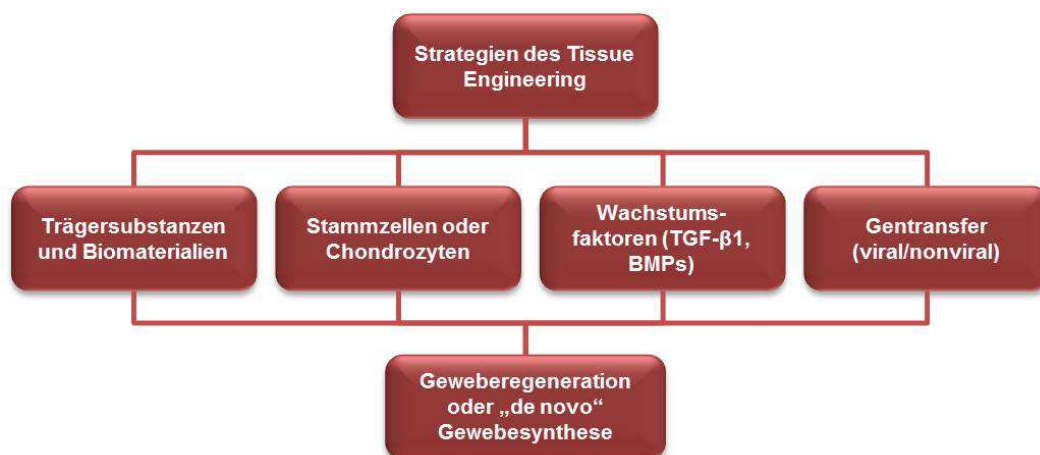 Strategien des Tissue
Engineering
Trägersubstanzen
und Biomaterialien
Stammzellen oder
Chondrozyten
Wachstums-
faktoren (TGF-β1,
BMPs)
Gentransfer
(viral/nonviral)
Geweberegeneration
oder „de novo“
Gewebesynthese